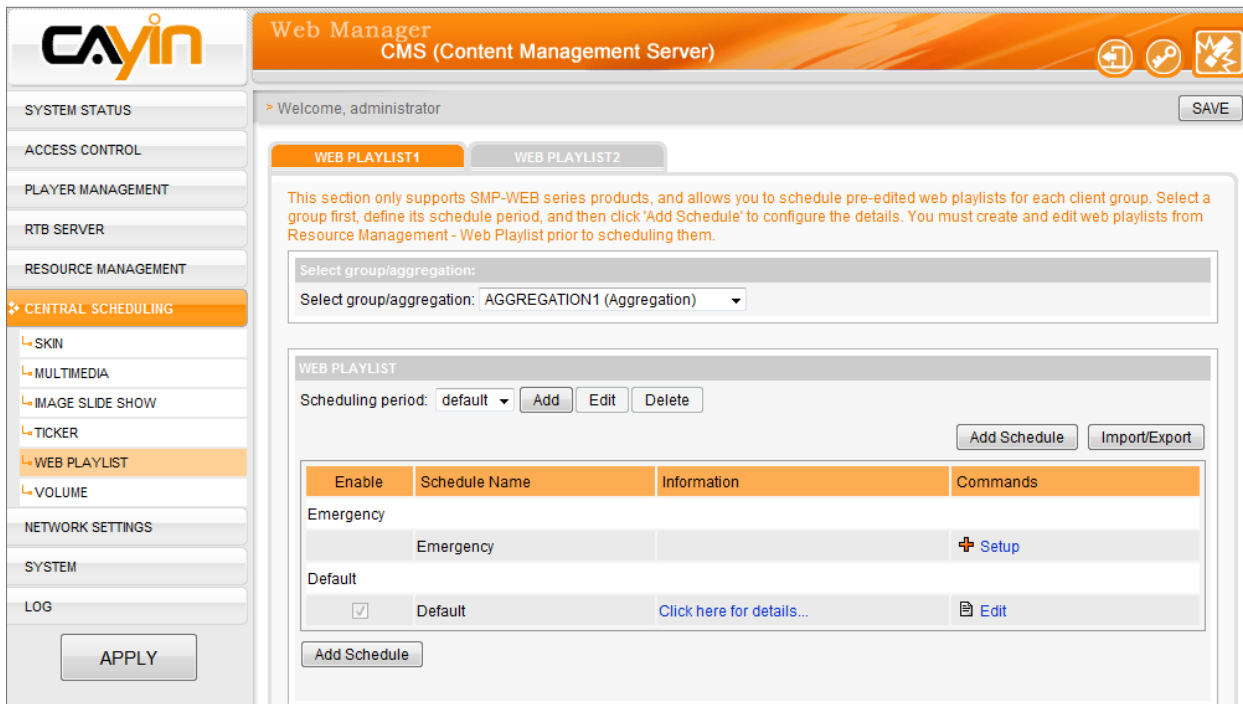 CAYIN
Web Manager
CMS (Content Management Server)
SYSTEM STATUS
ACCESS CONTROL
PLAYER MANAGEMENT
RTB SERVER
RESOURCE MANAGEMENT
CENTRAL SCHEDULING
SKIN
MULTIMEDIA
IMAGE SLIDE SHOW
TICKER
WEB PLAYLIST
VOLUME
NETWORK SETTINGS
SYSTEM
LOG
APPLY
> Welcome, administrator
SAVE
WEB PLAYLIST1 WEB PLAYLIST2
This section only supports SMP-WEB series products, and allows you to schedule pre-edited web playlists for each client group. Select a
group first, define its schedule period, and then click 'Add Schedule' to configure the details. You must create and edit web playlists from
Resource Management - Web Playlist prior to scheduling them.
Select group/aggregation:
Select group/aggregation: AGGREGATION1 (Aggregation)
WEB PLAYLIST
Scheduling period: default Add Edit Delete
Add Schedule Import/Export
Enable Schedule Name Information Commands
Emergency
Emergency Setup
Default
Default Click here for details... Edit
Add Schedule